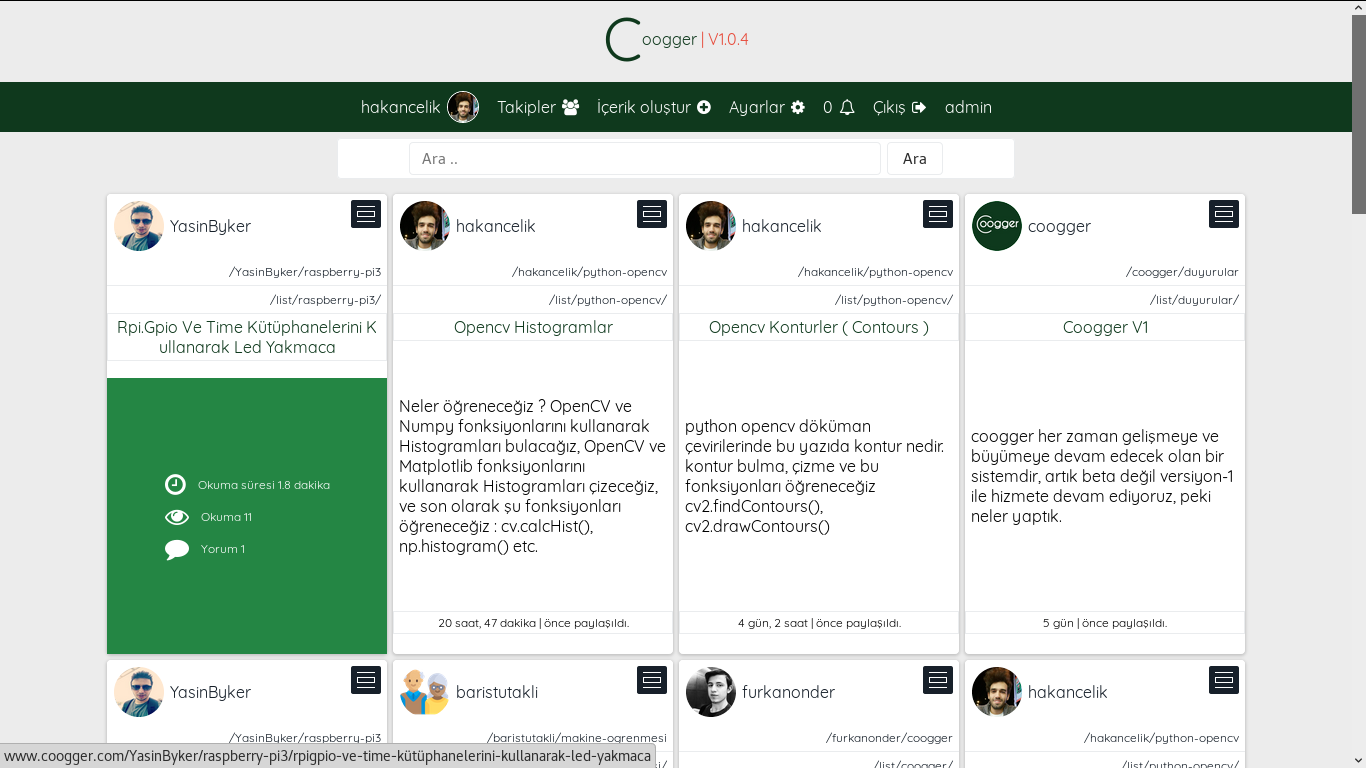 Coogger | V1.0.4
hakancelik Takipler İçerik oluştur Ayarlar 0 Çıkış admin
Ara .. Ara
YasinByker
/YasinByker/raspberry-pi3
/list/raspberry-pi3/
Rpi.Gpio Ve Time Kütüphanelerini K
ullanarak Led Yakmaca
Okuma süresi 1.8 dakika
Okuma 11
Yorum 1
hakancelik
/hakancelik/python-opencv
/list/python-opencv/
Opencv Histogramlar
Neler öğreneceğiz ? OpenCV ve
Numpy fonksiyonlarını kullanarak
Histogramları bulacağız, OpenCV ve
Matplotlib fonksiyonlarını
kullanarak Histogramları çizeceğiz,
ve son olarak şu fonksiyonları
öğreneceğiz : cv.calcHist(),
np.histogram() etc.
20 saat, 47 dakika | önce paylaşıldı.
hakancelik
/hakancelik/python-opencv
/list/python-opencv/
Opencv Konturler ( Contours )
python opencv döküman
çevirilerinde bu yazıda kontur nedir.
kontur bulma, çizme ve bu
fonksiyonları öğreneceğiz
cv2.findContours(),
cv2.drawContours()
4 gün, 2 saat | önce paylaşıldı.
Coogger
coogger
/coogger/duyurular
/list/duyurular/
Coogger V1
coogger her zaman gelişmeye ve
büyümeye devam edecek olan bir
sistemdir, artık beta değil versiyon-1
ile hizmete devam ediyoruz, peki
neler yaptık.
5 gün | önce paylaşıldı.
YasinByker
/YasinByker/raspberry-pi3
baristutakli
/baristutakli/makine-ogrenmesi
furkanonder
/furkanonder/coogger
/list/coogger/
hakancelik
/hakancelik/python-opencv
/list/python-opencv/
www.coogger.com/YasinByker/raspberry-pi3/rpigpio-ve-time-kütüphanelerini-kullanarak-led-yakmaca